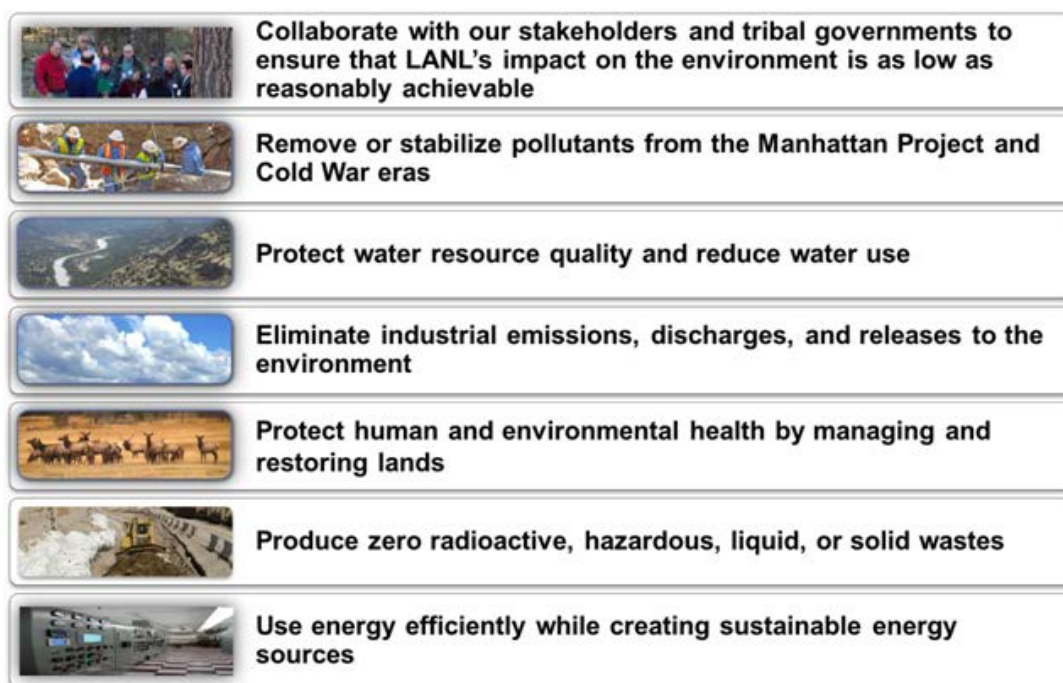 Collaborate with our stakeholders and tribal governments to
ensure that LANL's impact on the environment is as low as
reasonably achievable
Remove or stabilize pollutants from the Manhattan Project and
Cold War eras
Protect water resource quality and reduce water use
Eliminate industrial emissions, discharges, and releases to the
environment
Protect human and environmental health by managing and
restoring lands
Produce zero radioactive, hazardous, liquid, or solid wastes
Use energy efficiently while creating sustainable energy
sources